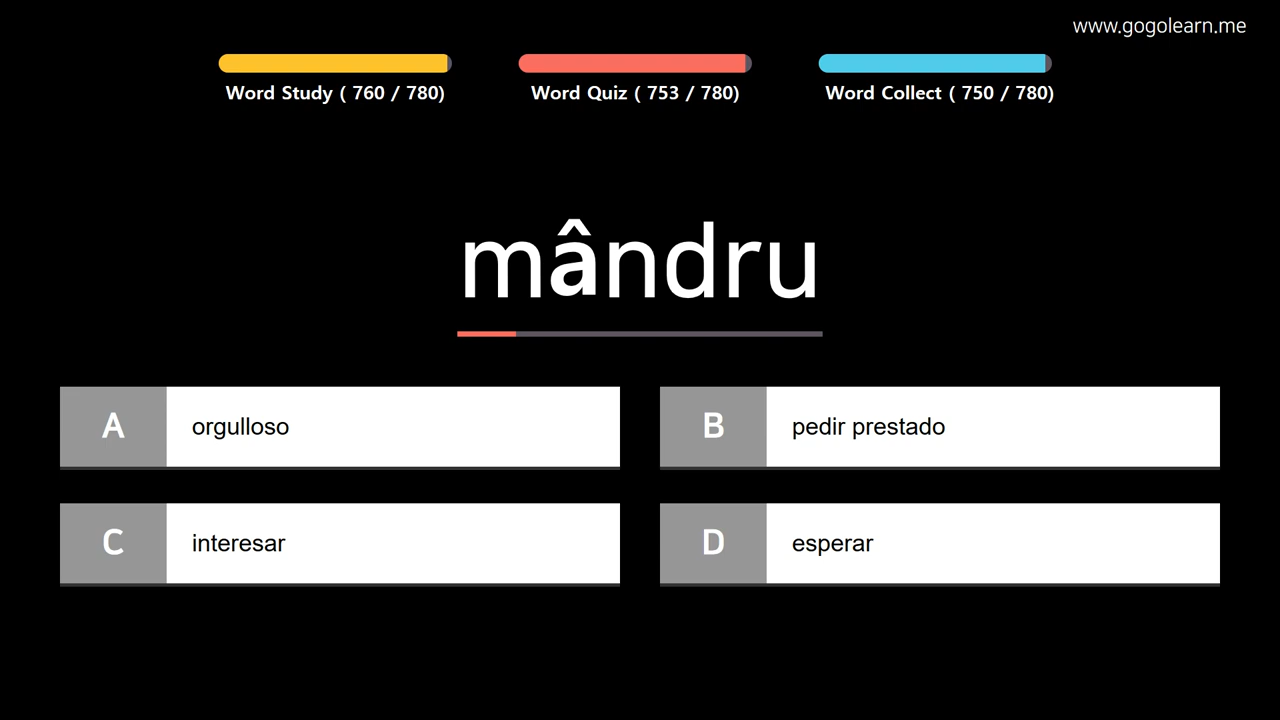 www.gogolearn.me
Word Study ( 760 / 780)
Word Quiz ( 753 / 780)
Word Collect ( 750 / 780)
mândru
A orgulloso
B pedir prestado
C interesar
D esperar